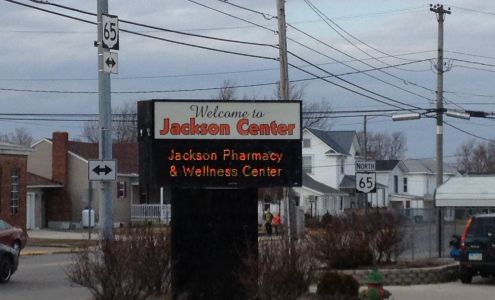 65
Welcome to
Jackson Center
Jackson Pharmacy
& Wellness Center
NORTH
65